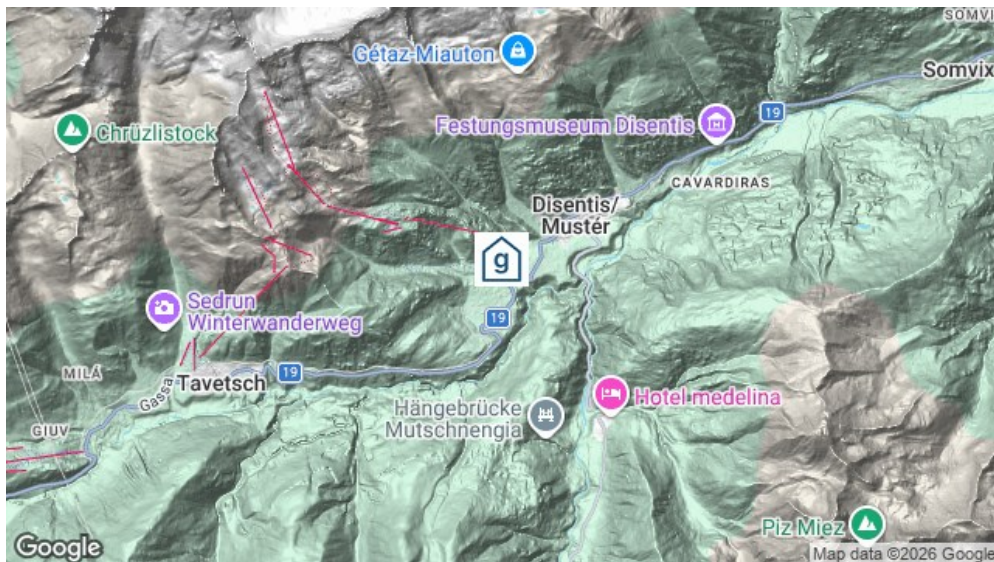 SOMVI
Gétaz-Miauton
Somvix
19
Chrüzlistock
Festungsmuseum Disentis
CAVARDIRAS
Disentis/
Mustér
g
Sedrun
Winterwanderweg
19
MILÁ
Tavetsch
19
Gassa
Hotel medelina
Hängebrücke
Mutschnengia
GIUV
Piz Miez
Google
Map data ©2026 Google